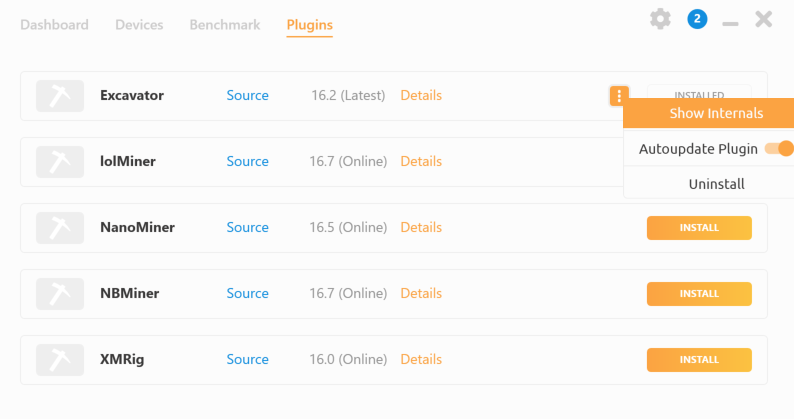 Dashboard Devices Benchmark Plugins 2
Excavator Source 16.2 (Latest) Details INSTALLED
Show Internals
Autoupdate Plugin
Uninstall
lolMiner Source 16.7 (Online) Details
NanoMiner Source 16.5 (Online) Details INSTALL
NBMiner Source 16.7 (Online) Details INSTALL
XMRig Source 16.0 (Online) Details INSTALL